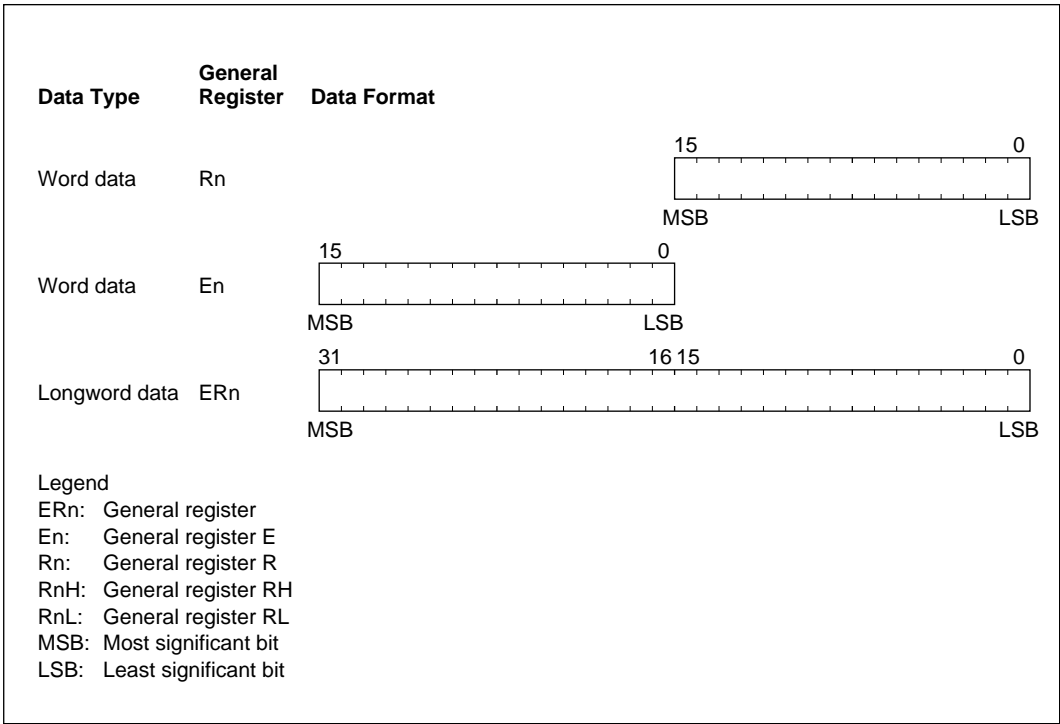 General
Data Type Register Data Format
15 0
Word data Rn
MSB LSB
15 0
Word data En
MSB LSB
31 16 15 0
Longword data ERn
MSB LSB
Legend
ERn: General register
En: General register E
Rn: General register R
RnH: General register RH
RnL: General register RL
MSB: Most significant bit
LSB: Least significant bit